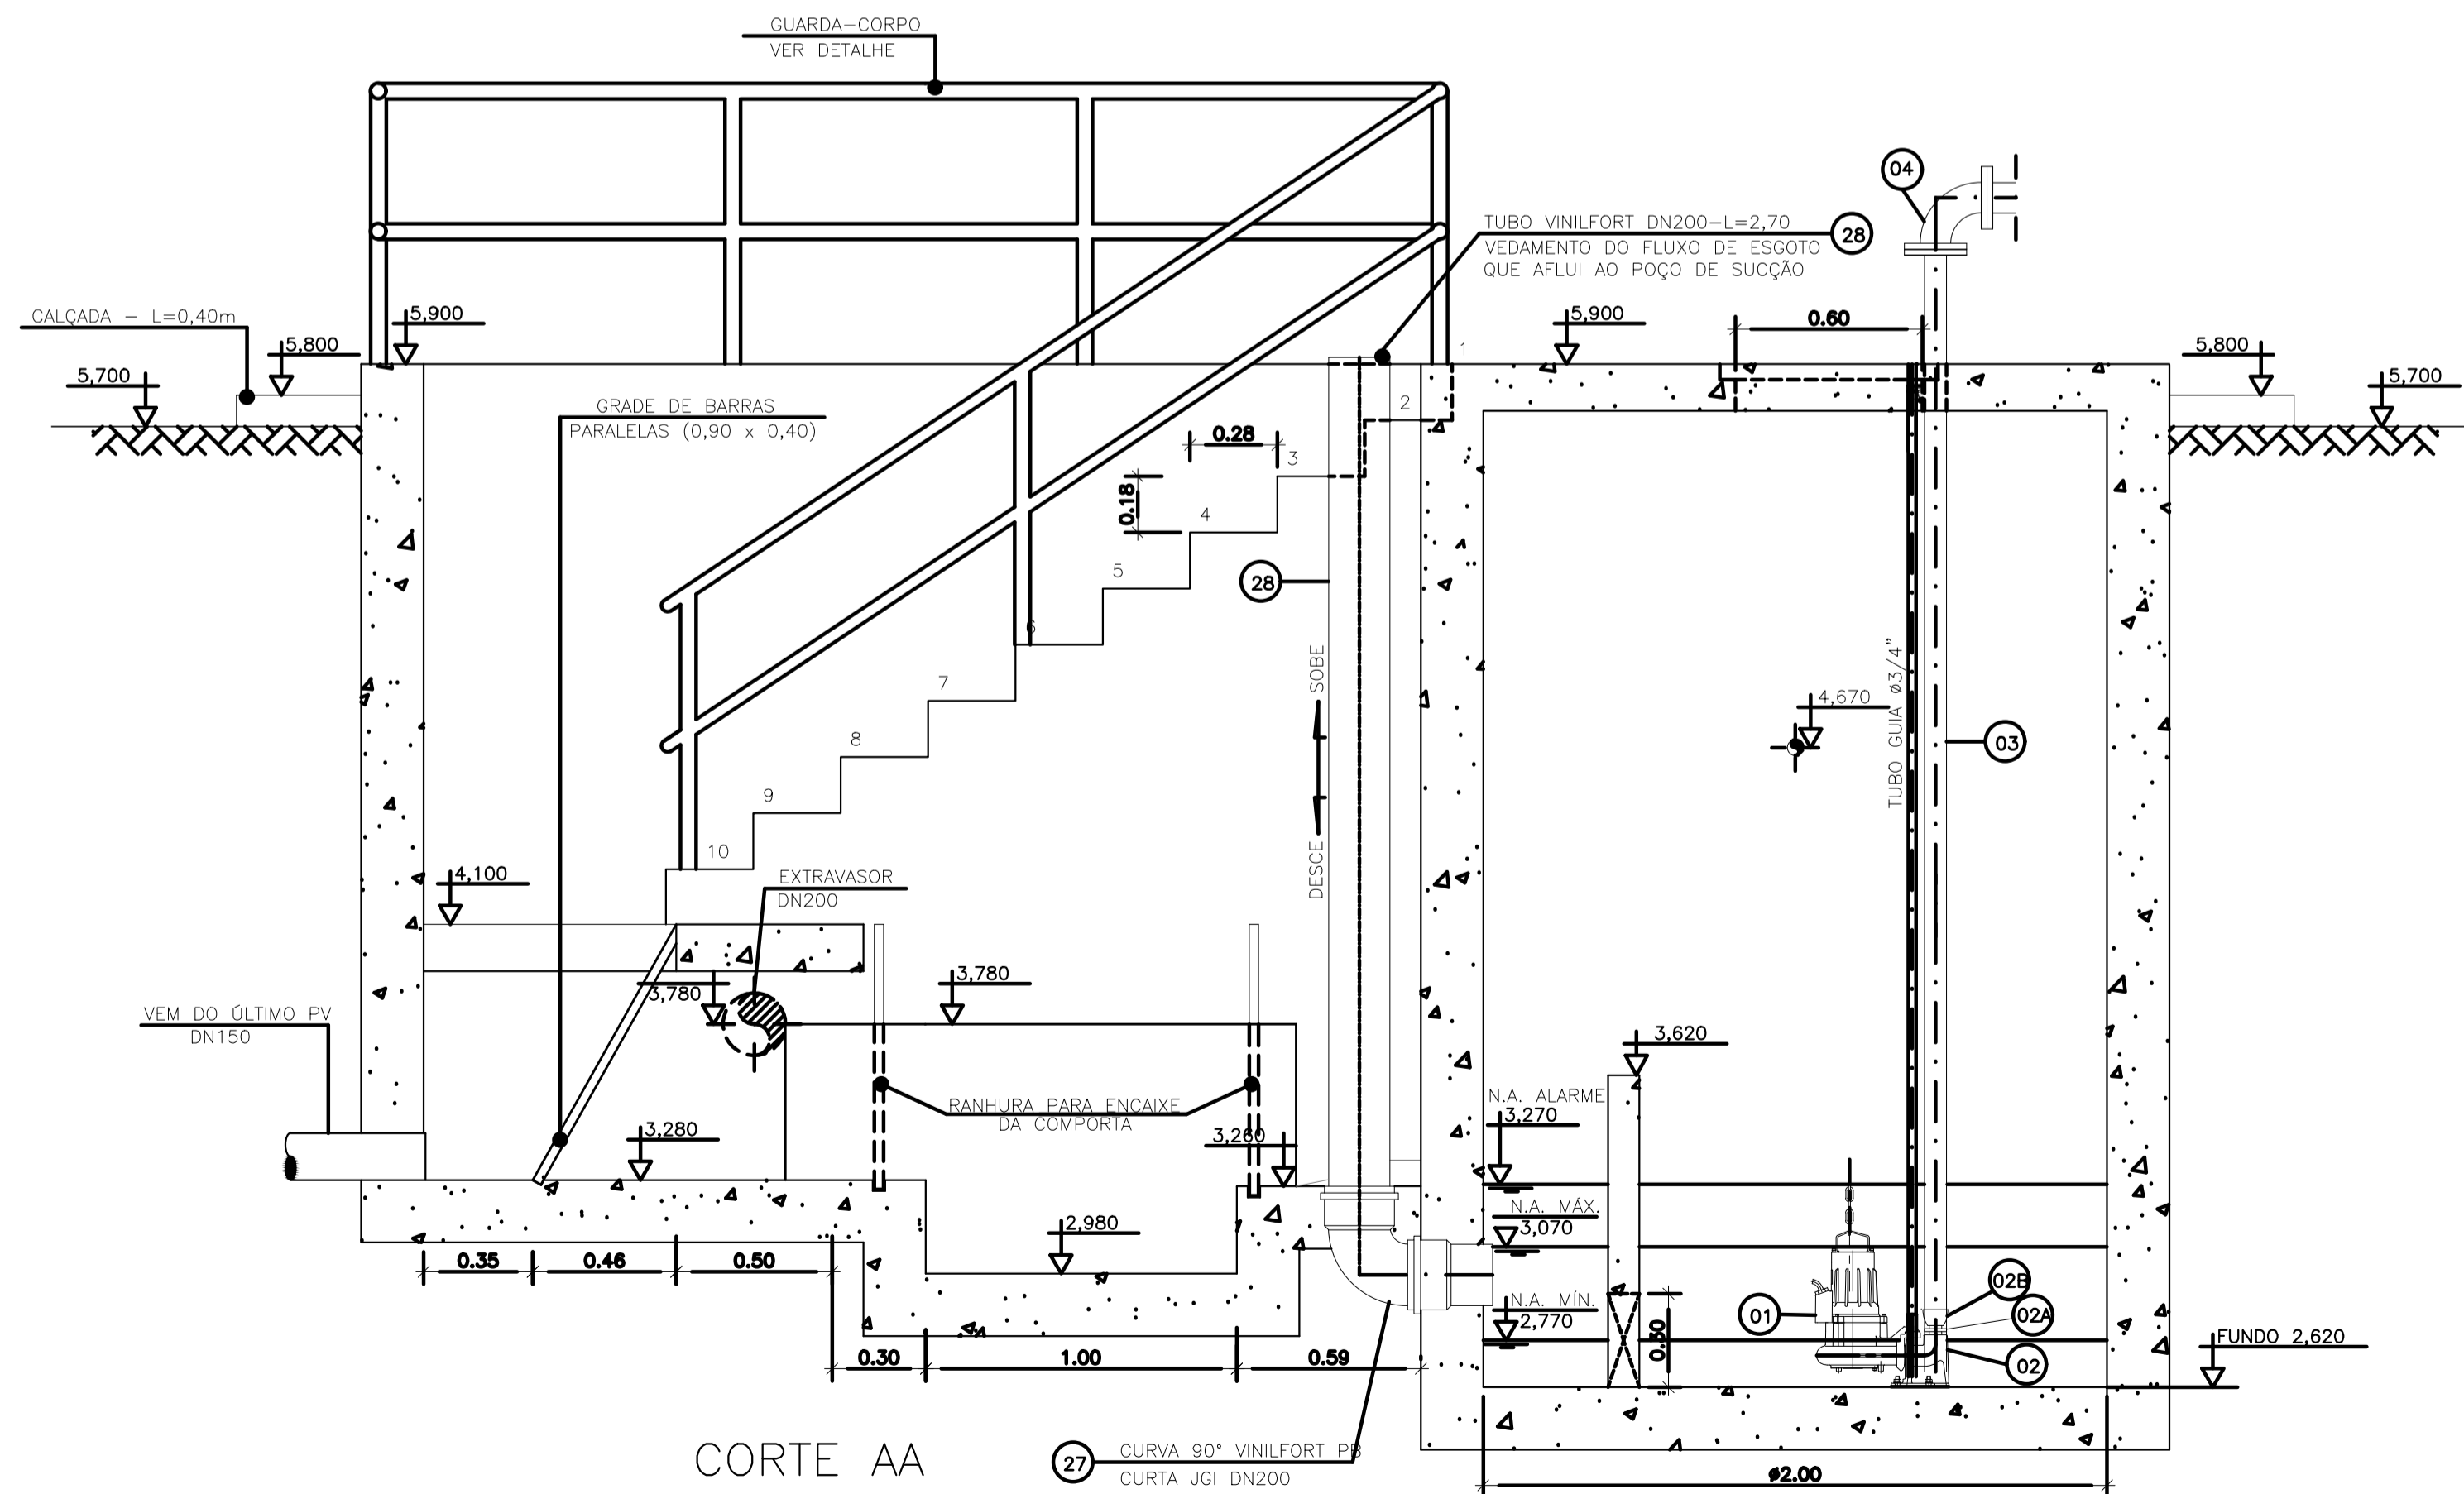 GUARDA-CORPO
VER DETALHE
04
TUBO VINILFORT DN200-L=2,70
28
VEDAMENTO DO FLUXO DE ESGOTO
QUE AFLUI AO POÇO DE SUCÇÃO
CALÇADA - L=0,40m
5,900
5,900
0.60
5,800
5,800
5,700
5,700
1
GRADE DE BARRAS
PARALELAS (0,90 x 0,40)
2
0.28
3
0.18
4
5
28
6
7
8
9
10
SOBE
DESCE
TUBO GUIA ø3/4"
4,670
03
4,100
EXTRAVASOR
DN200
3,780
3,780
VEM DO ÚLTIMO PV
DN150
3,620
RANHURA PARA ENCAIXE
DA COMPORTA
N.A. ALARME
3,270
3,280
3,260
N.A. MÁX.
3,070
2,980
0.35
0.46
0.50
02B
02A
01
N.A. MÍN.
2,770
0.30
FUNDO 2,620
02
0.30
1.00
0.59
CORTE AA
27
CURVA 90° VINILFORT PB
CURTA JGI DN200
ø2.00